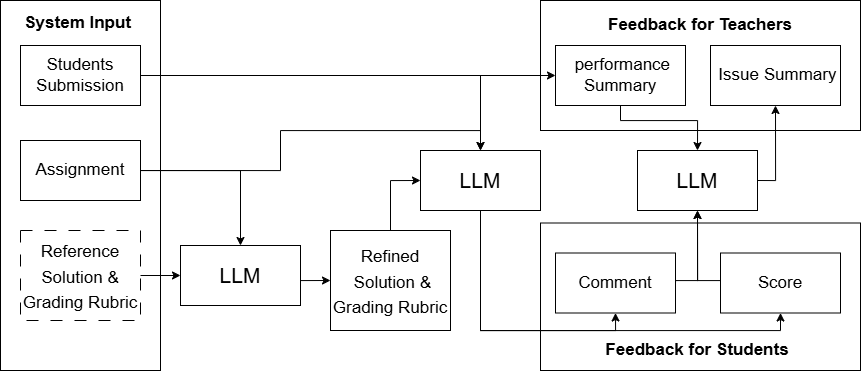 System Input
Students
Submission
Assignment
Reference
Solution &
Grading Rubric
LLM
Refined
Solution &
Grading Rubric
LLM
Feedback for Teachers
performance
Summary
Issue Summary
LLM
Comment
Score
Feedback for Students